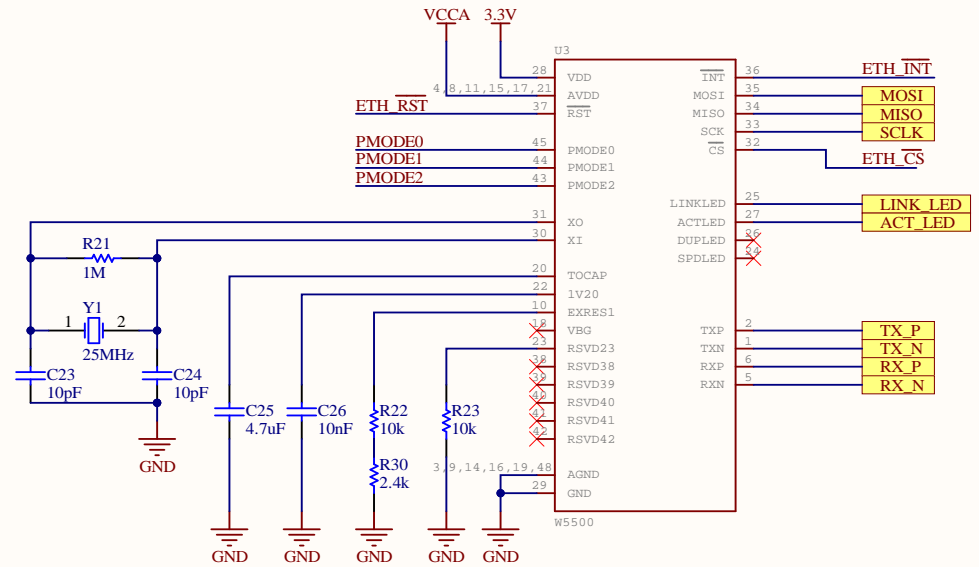 VCCA 3.3V
U3
28 VDD INT 36 ETH_INT
4,8,11,15,17,21 AVDD MOSI 35 MOSI
ETH_RST 37 RST MISO 34 MISO
SCK 33 SCLK
PMODE0 45 PMODE0 CS 32 ETH_CS
PMODE1 44 PMODE1
PMODE2 43 PMODE2
LINKLED 25 LINK_LED
31 XO ACTLED 27 ACT_LED
30 XI DUPLED 26
R21 SPDLED 24
1M
20 TOCAP
22 1V20
Y1 10 EXRES1
1 2 18 VBG TXP 2 TX_P
25MHz 23 RSVD23 TXN 1 TX_N
C23 C24 38 RSVD38 RXP 6 RX_P
10pF 10pF 39 RSVD39 RXN 5 RX_N
40 RSVD40
C25 C26 R22 R23 41 RSVD41
4.7uF 10nF 10k 10k 42 RSVD42
GND R30 3,9,14,16,19,48 AGND
2.4k 29 GND
W5500
GND GND GND GND GND